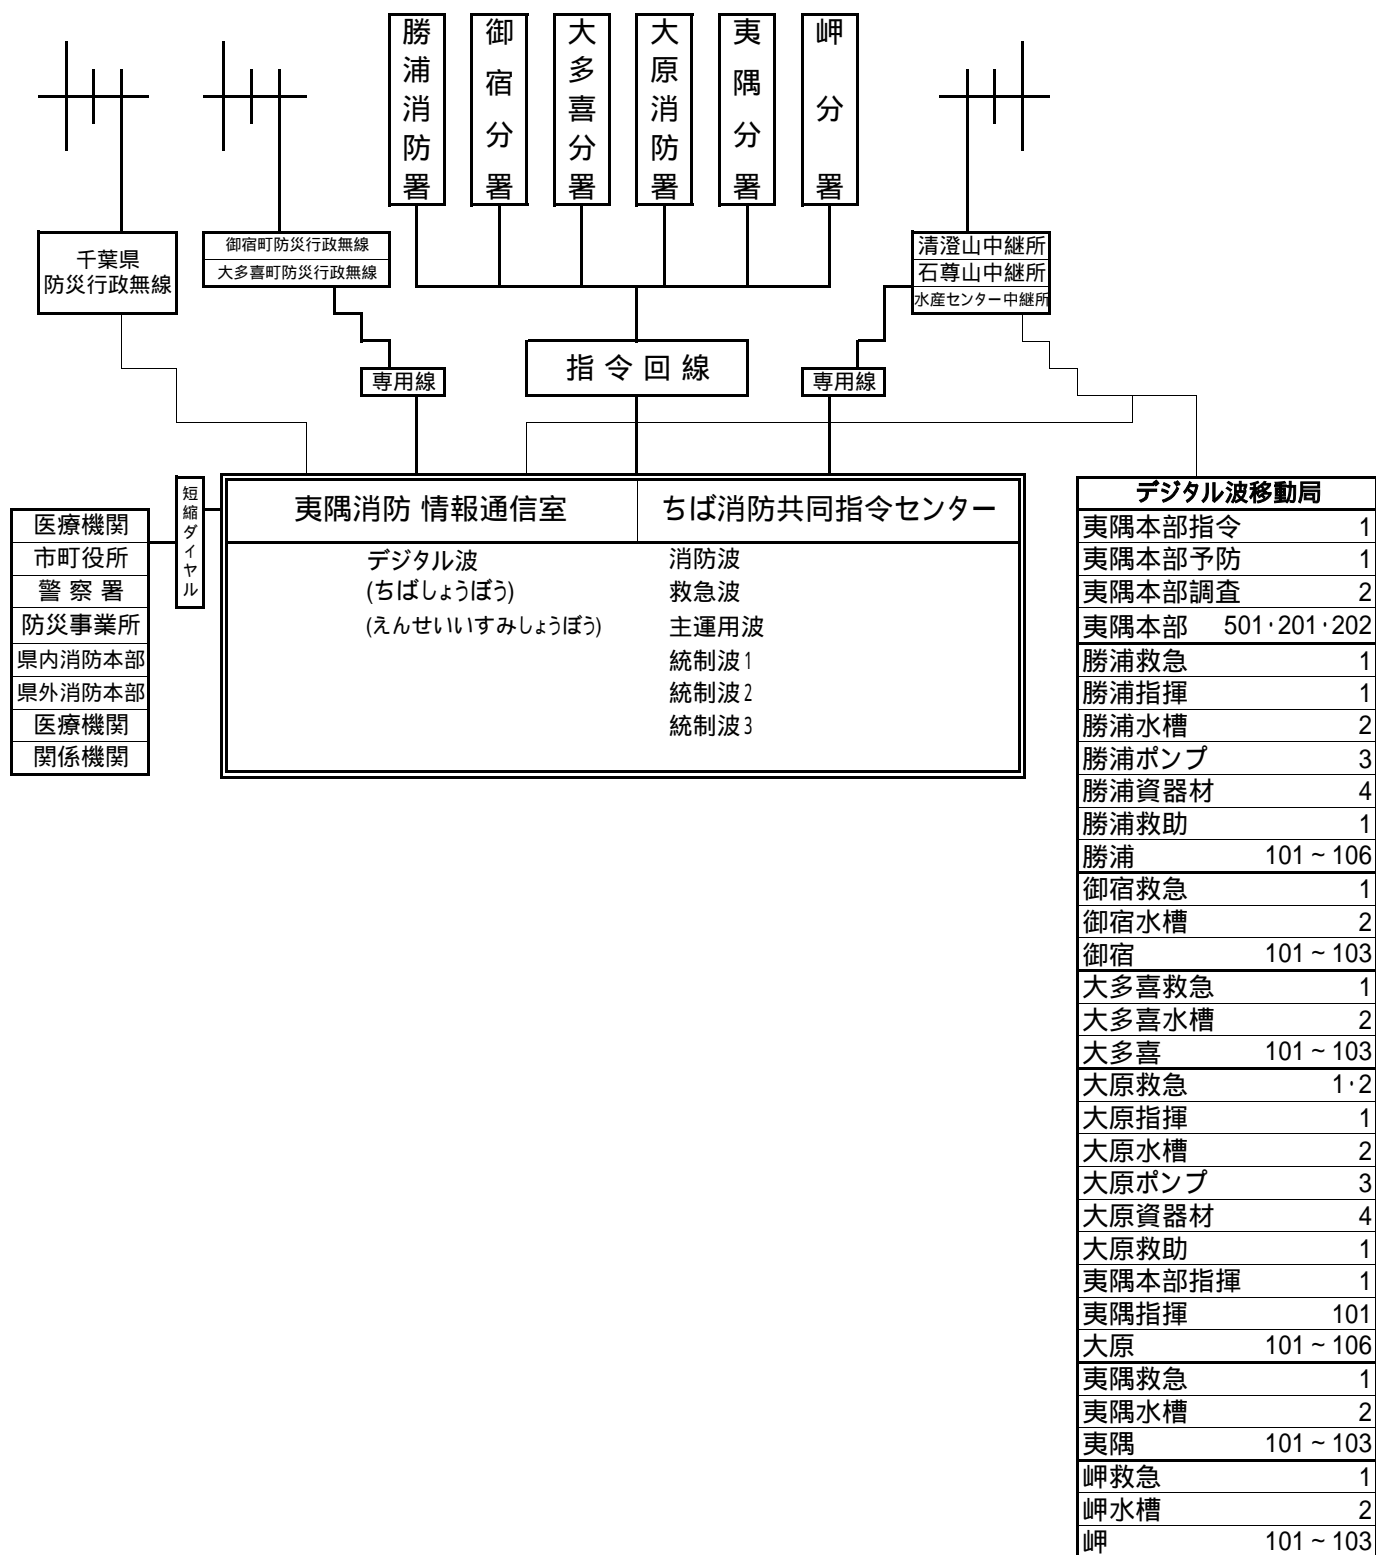 勝浦消防署
御宿分署
大多喜分署
大原消防署
夷隅分署
岬分署
千葉県
防災行政無線
御宿町防災行政無線
大多喜町防災行政無線
清澄山中継所
石尊山中継所
水産センター中継所
指令回線
専用線
専用線
短縮ダイヤル
医療機関
市町役所
警察署
防災事業所
県内消防本部
県外消防本部
医療機関
関係機関
夷隅消防 情報通信室
ちば消防共同指令センター
デジタル波
(ちばしょうぼう)
(えんせいいすみしょうぼう)
消防波
救急波
主運用波
統制波1
統制波2
統制波3
デジタル波移動局
夷隅本部指令 1
夷隅本部予防 1
夷隅本部調査 2
夷隅本部 501・201・202
勝浦救急 1
勝浦指揮 1
勝浦水槽 2
勝浦ポンプ 3
勝浦資器材 4
勝浦救助 1
勝浦 101~106
御宿救急 1
御宿水槽 2
御宿 101~103
大多喜救急 1
大多喜水槽 2
大多喜 101~103
大原救急 1・2
大原指揮 1
大原水槽 2
大原ポンプ 3
大原資器材 4
大原救助 1
夷隅本部指揮 1
夷隅指揮 101
大原 101~106
夷隅救急 1
夷隅水槽 2
夷隅 101~103
岬救急 1
岬水槽 2
岬 101~103